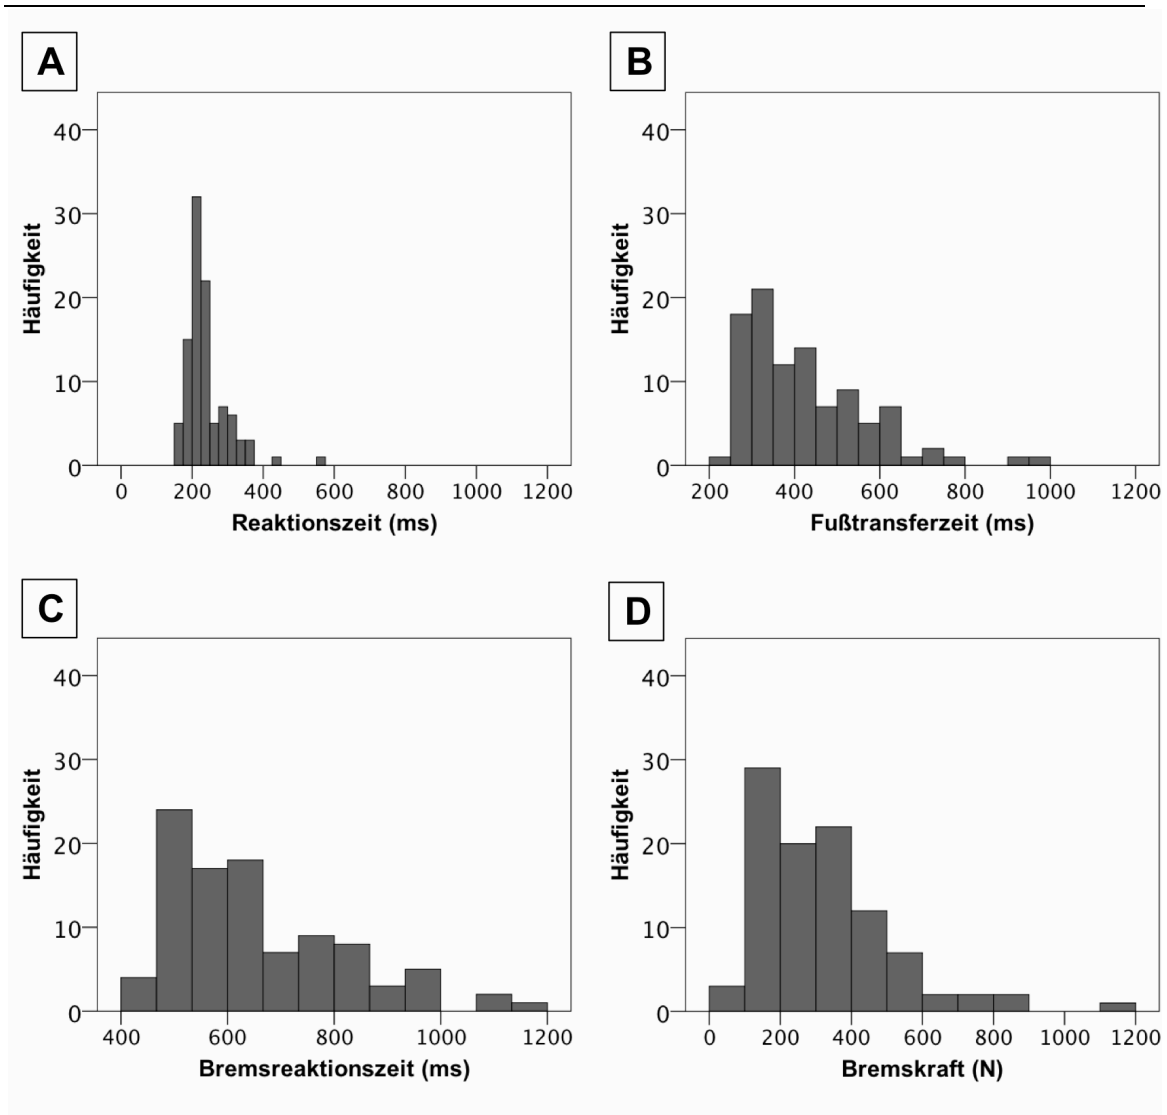 A
40
30
20
10
0
Häufigkeit
0 200 400 600 800 1000 1200
Reaktionszeit (ms)
B
40
30
20
10
0
Häufigkeit
200 400 600 800 1000 1200
Fußtransferzeit (ms)
C
40
30
20
10
0
Häufigkeit
400 600 800 1000 1200
Bremsreaktionszeit (ms)
D
40
30
20
10
0
Häufigkeit
0 200 400 600 800 1000 1200
Bremskraft (N)